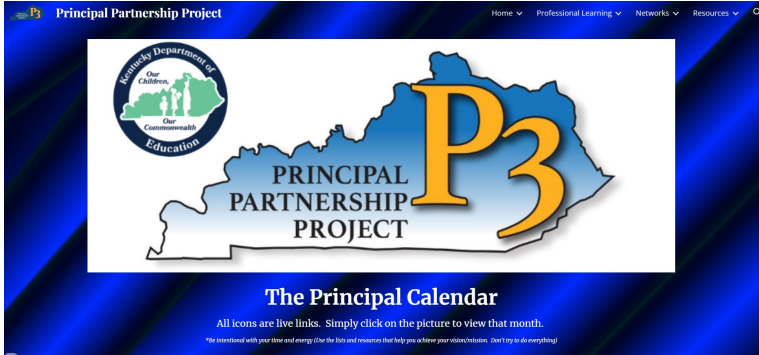 P3 Principal Partnership Project Home Professional Learning Networks Resources
Kentucky Department of
Our
Children,
Our
Commonwealth
Education
P3
PRINCIPAL
PARTNERSHIP
PROJECT
The Principal Calendar
All icons are live links. Simply click on the picture to view that month.
*Be intentional with your time and energy (Use the lists and resources that help you achieve your vision/mission. Don't try to do everything)